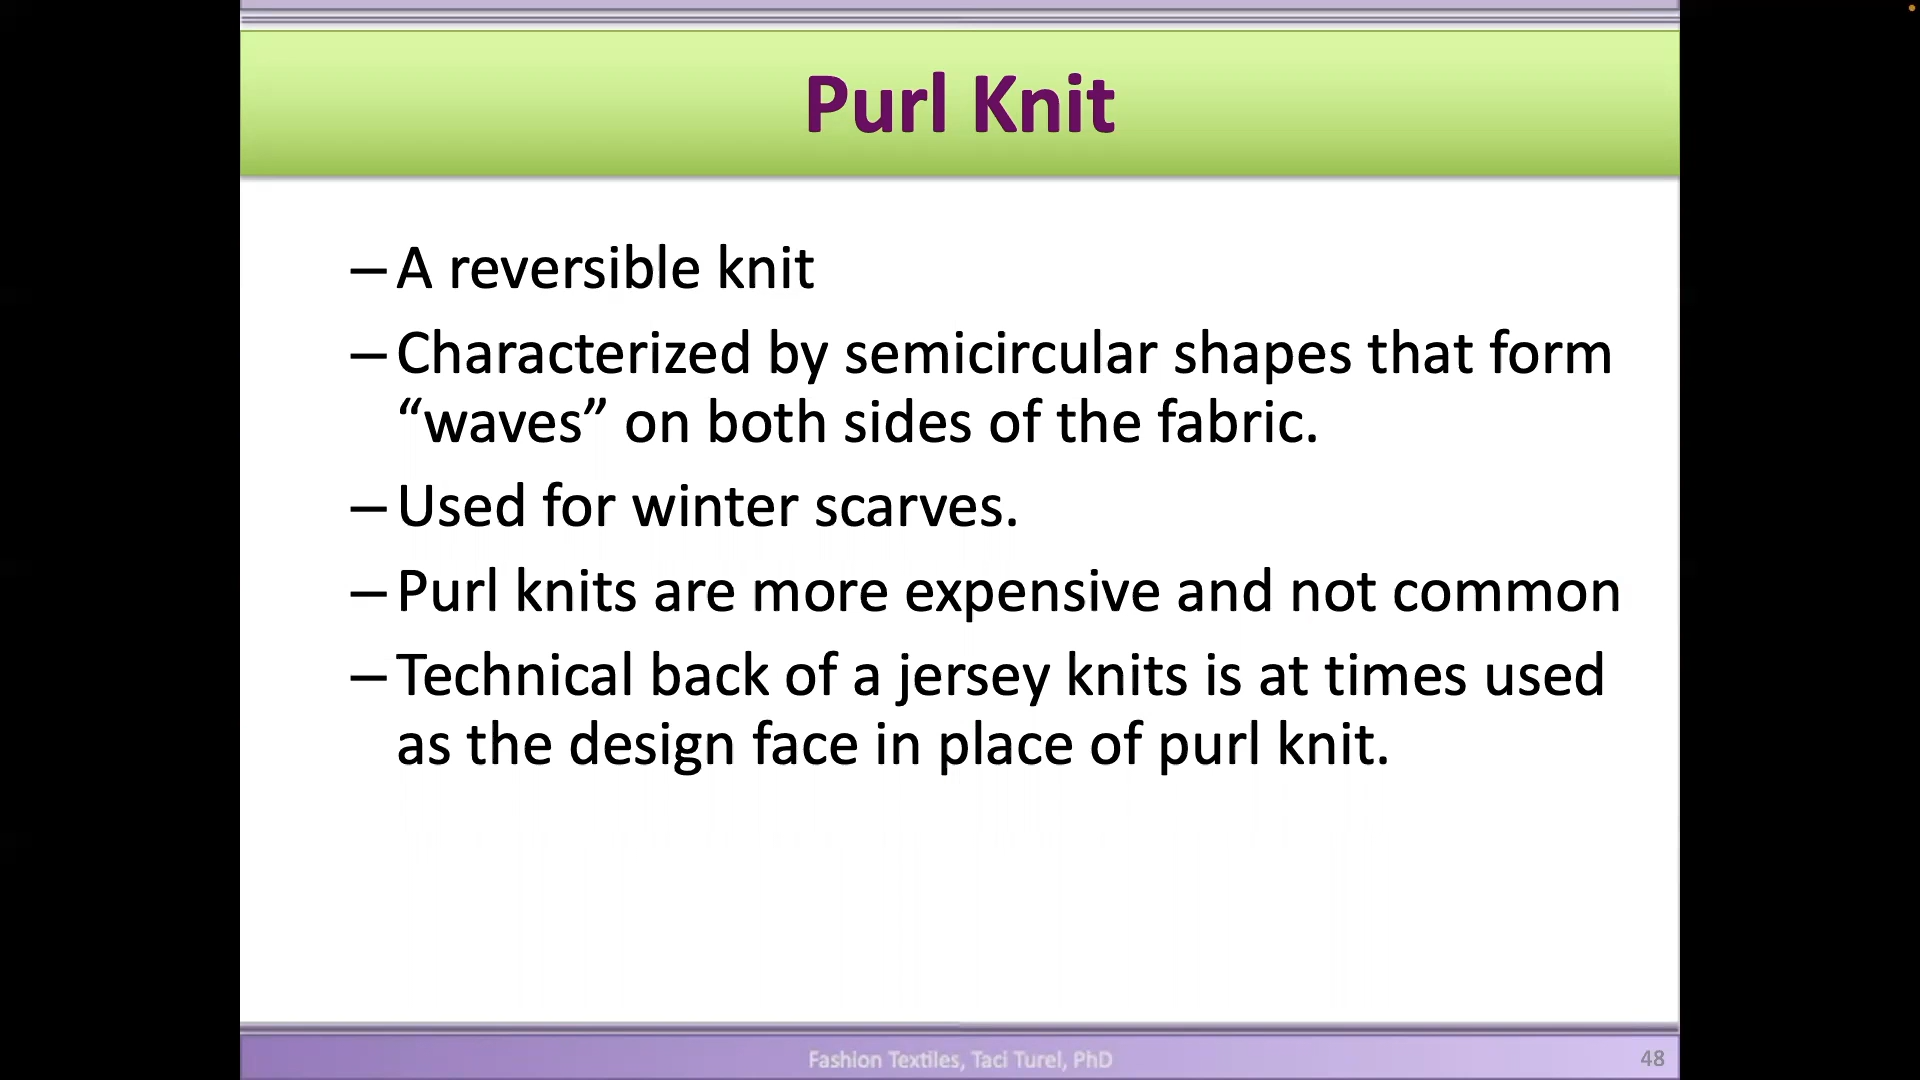 Purl Knit
– A reversible knit
– Characterized by semicircular shapes that form
“waves” on both sides of the fabric.
– Used for winter scarves.
– Purl knits are more expensive and not common
– Technical back of a jersey knits is at times used
as the design face in place of purl knit.
Fashion Textiles, Taci Turel, PhD
48